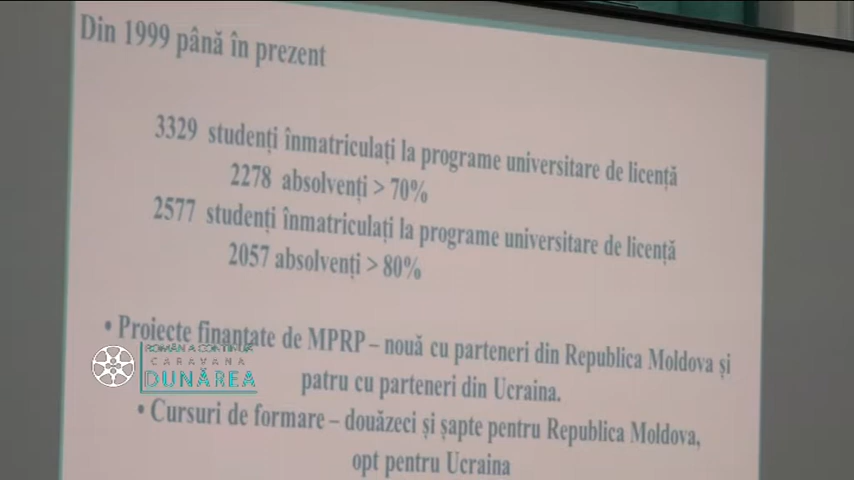 Din 1999 până în prezent
3329 studenți înmatriculați la programe universitare de licență
2278 absolvenți > 70%
2577 studenți înmatriculați la programe universitare de licență
2057 absolvenți > 80%
• Proiecte finanțate de MPRP – nouă cu parteneri din Republica Moldova și
patru cu parteneri din Ucraina.
ROMÂNIA CONTINUĂ
CARAVANA
DUNĂREA
• Cursuri de formare – douăzeci și șapte pentru Republica Moldova,
opt pentru Ucraina